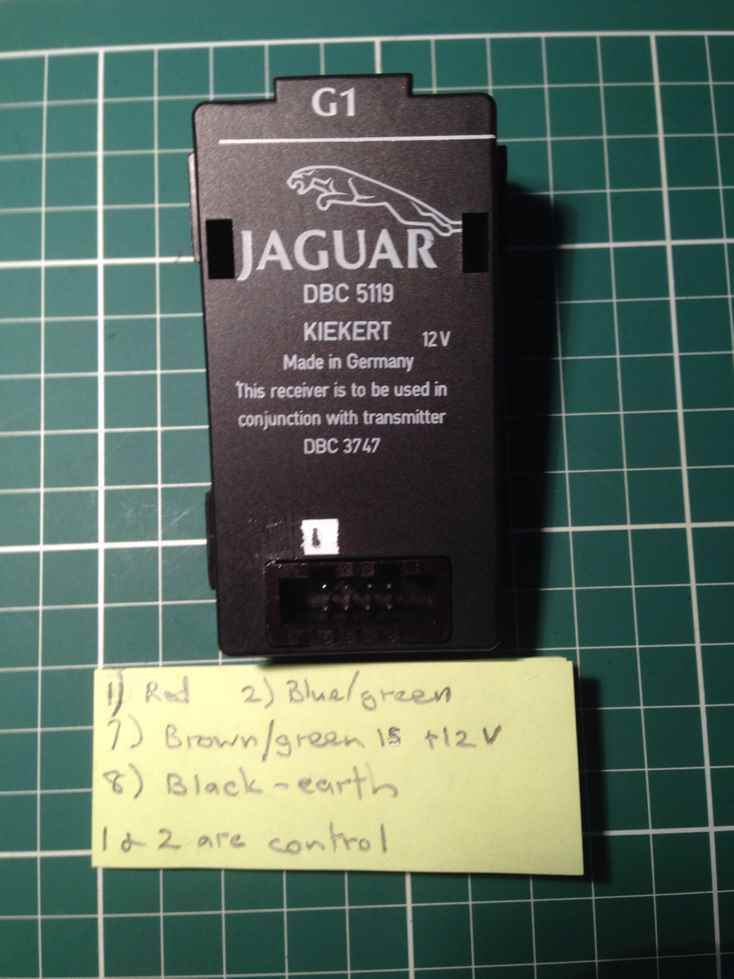 G1
JAGUAR
DBC 5119
KIEKERT 12V
Made in Germany
This receiver is to be used in
conjunction with transmitter
DBC 3747
1) Red 2) Blue/green
7) Brown/green is +12V
8) Black-earth
1 & 2 are control